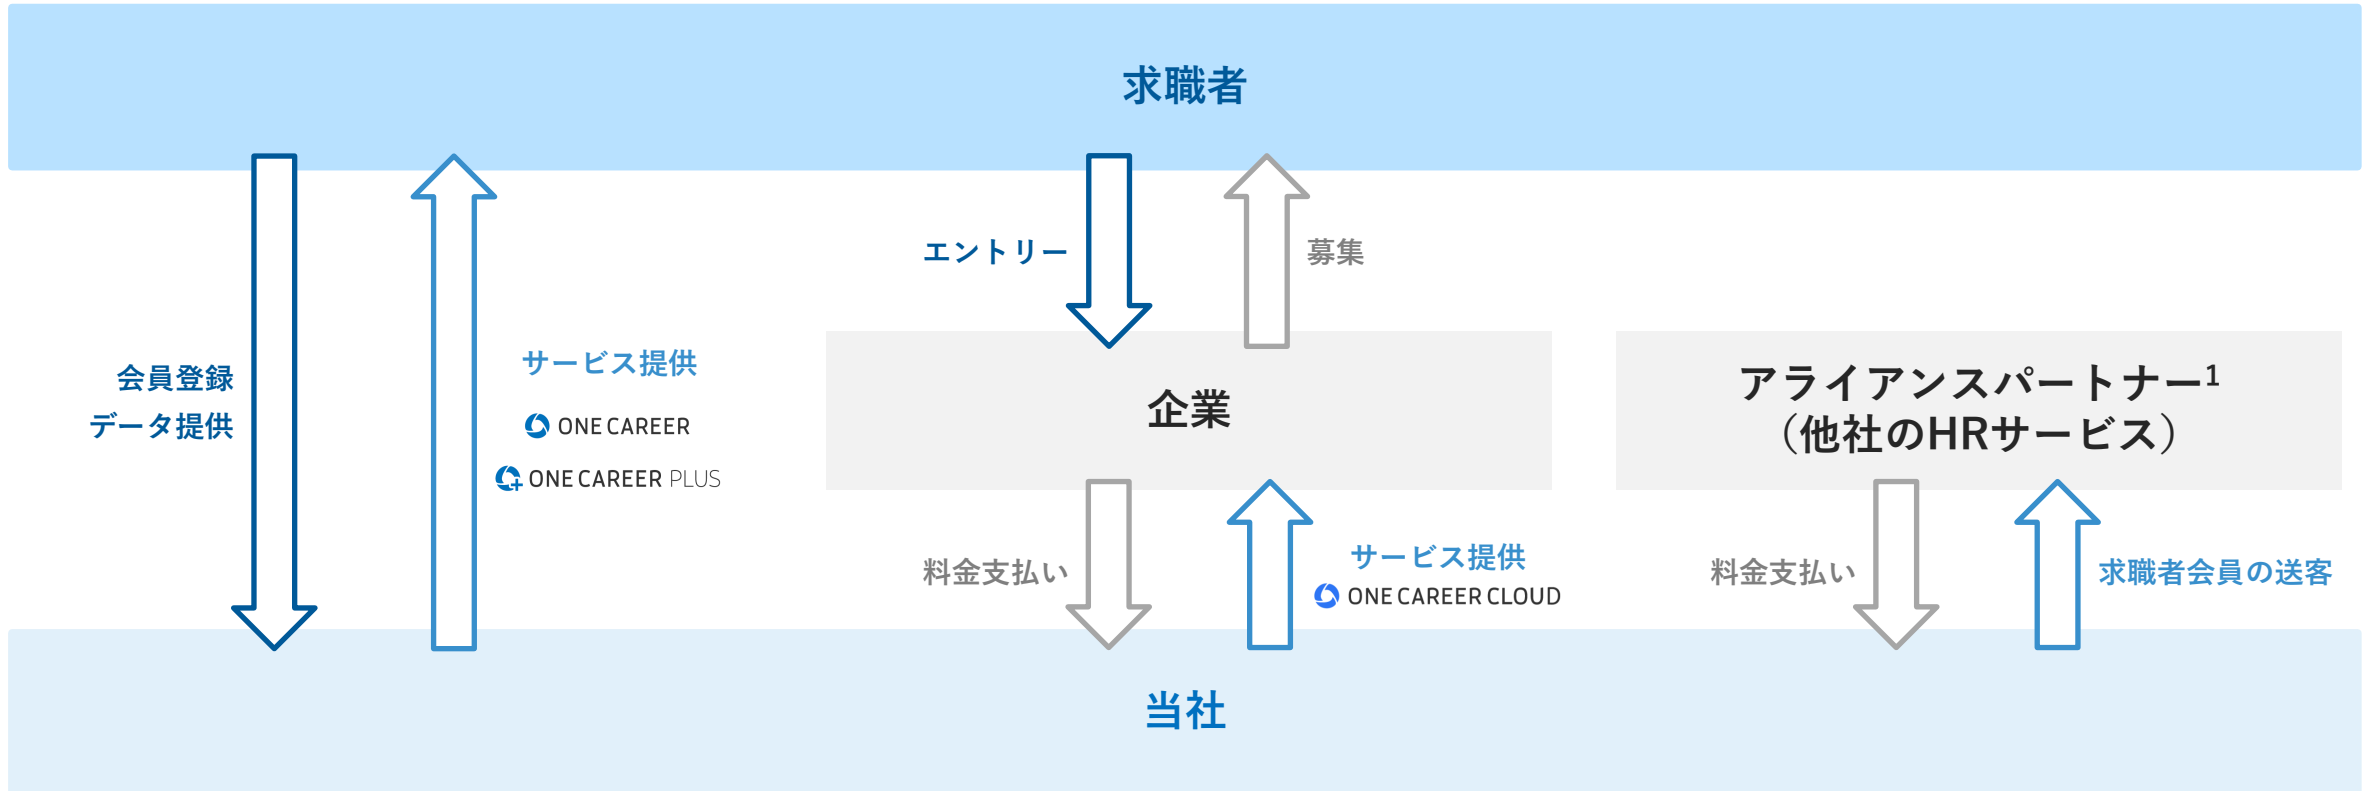 求職者
エントリー
募集
会員登録
データ提供
サービス提供
ONE CAREER
ONE CAREER PLUS
企業
アライアンスパートナー1
（他社のHRサービス）
料金支払い
サービス提供
ONE CAREER CLOUD
料金支払い
求職者会員の送客
当社